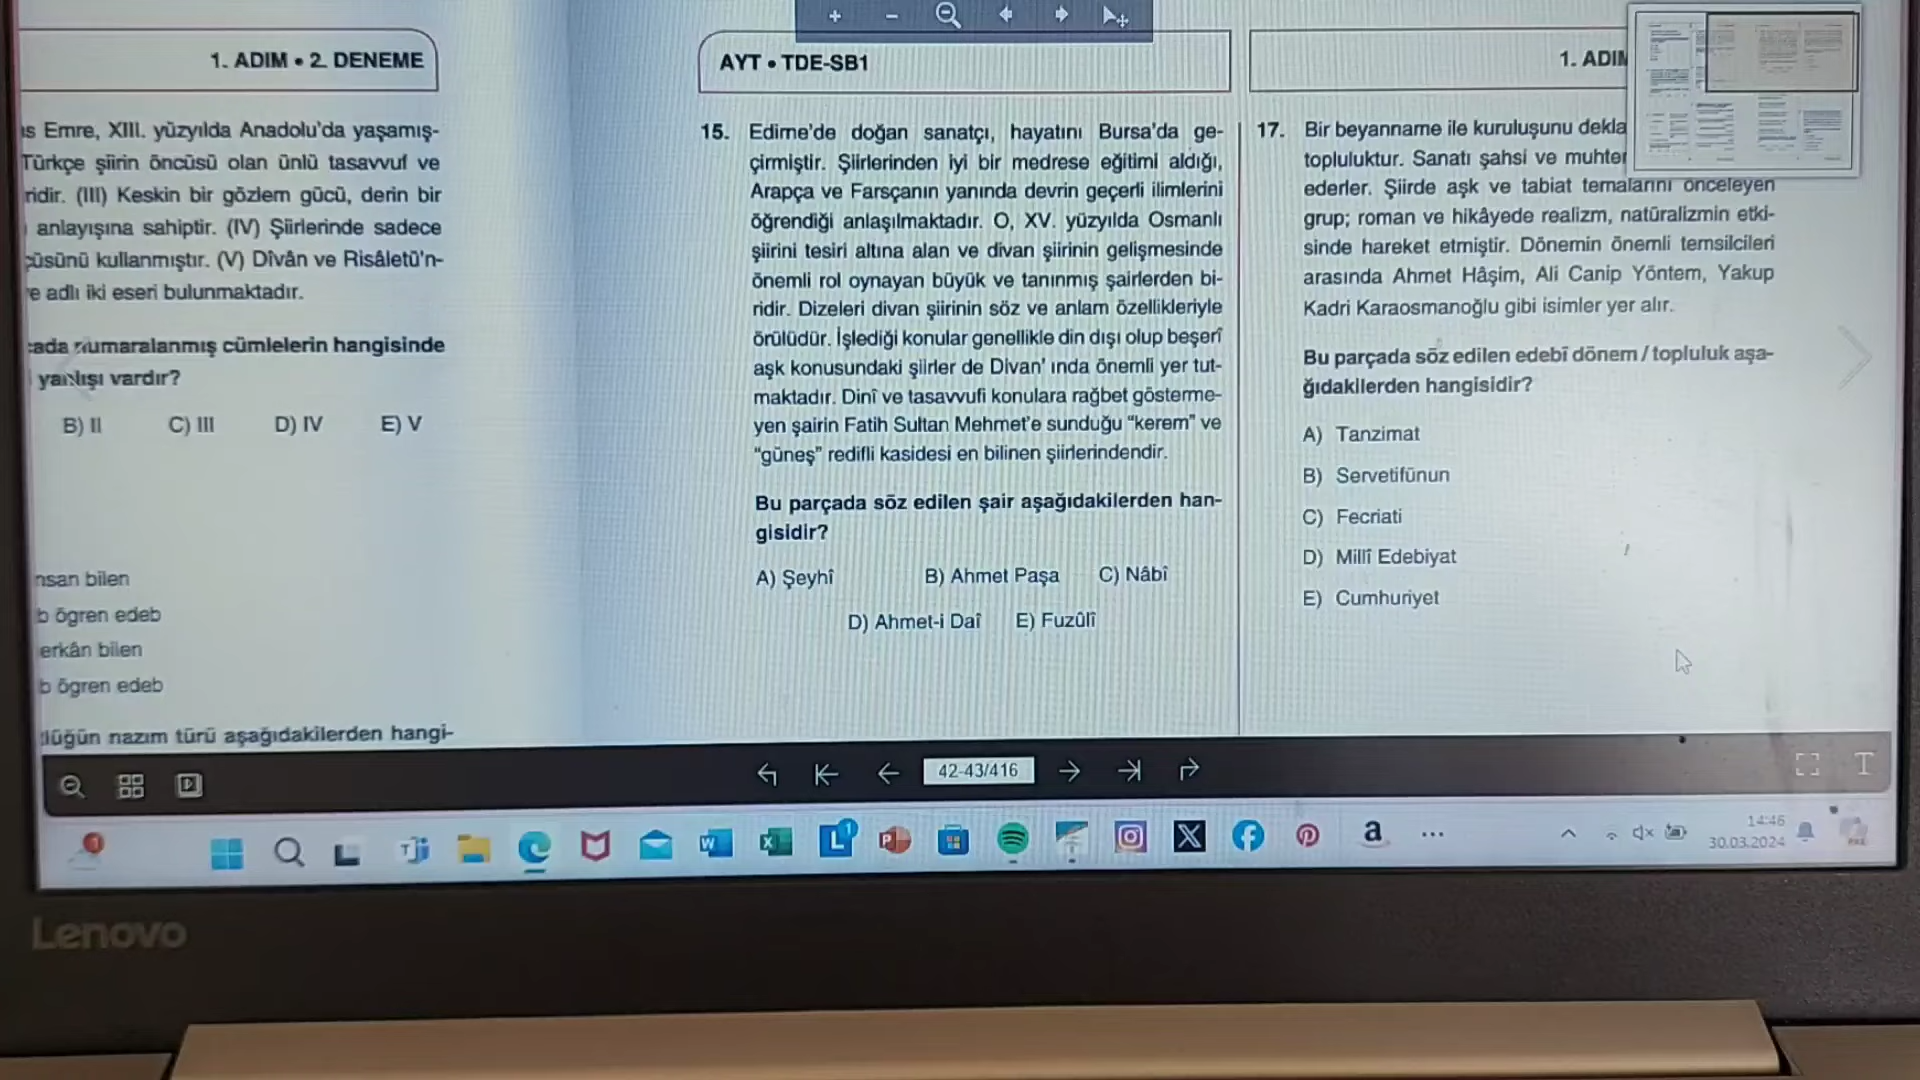 1. ADIM • 2. DENEME
Emre, XIII. yüzyılda Anadolu'da yaşamış-
Türkçe şiirin öncüsü olan ünlü tasavvuf ve
(III) Keskin bir gözlem gücü, derin bir
anlayışına sahiptir. (IV) Şiirlerinde sadece
kullanmıştır. (V) Dîvân ve Risâletü'n-
adlı iki eseri bulunmaktadır.
numaralanmış cümlelerin hangisinde
yanlışı vardır?
B) II C) III D) IV E) V
bilen
ögren edeb
erkân bilen
ögren edeb
nazım türü aşağıdakilerden hangi-
AYT • TDE-SB1
15. Edirne'de doğan sanatçı, hayatını Bursa'da ge-
çirmiştir. Şiirlerinden iyi bir medrese eğitimi aldığı,
Arapça ve Farsçanın yanında devrin geçerli ilimlerini
öğrendiği anlaşılmaktadır. O, XV. yüzyılda Osmanlı
şiirini tesiri altına alan ve divan şiirinin gelişmesinde
önemli rol oynayan büyük ve tanınmış şairlerden bi-
ridir. Dizeleri divan şiirinin söz ve anlam özellikleriyle
örülüdür. İşlediği konular genellikle din dışı olup beşerî
aşk konusundaki şiirler de Divan' ında önemli yer tut-
maktadır. Dinî ve tasavvufi konulara rağbet gösterme-
yen şairin Fatih Sultan Mehmet'e sunduğu "kerem" ve
"güneş" redifli kasidesi en bilinen şiirlerindendir.
Bu parçada söz edilen şair aşağıdakilerden han-
gisidir?
A) Şeyhî B) Ahmet Paşa C) Nâbî
D) Ahmet-i Daî E) Fuzûlî
1. ADIM
17. Bir beyanname ile kuruluşunu
topluluktur. Sanatı şahsi ve
ederler. Şiirde aşk ve tabiat temalarını önceleyen
grup; roman ve hikâyede realizm, natüralizmin etki-
sinde hareket etmiştir. Dönemin önemli temsilcileri
arasında Ahmet Hâşim, Ali Canip Yöntem, Yakup
Kadri Karaosmanoğlu gibi isimler yer alır.
Bu parçada söz edilen edebî dönem / topluluk aşa-
ğıdakilerden hangisidir?
A) Tanzimat
B) Servetifünun
C) Fecriati
D) Millî Edebiyat
E) Cumhuriyet
42-43/416
14:46
30.03.2024
Lenovo